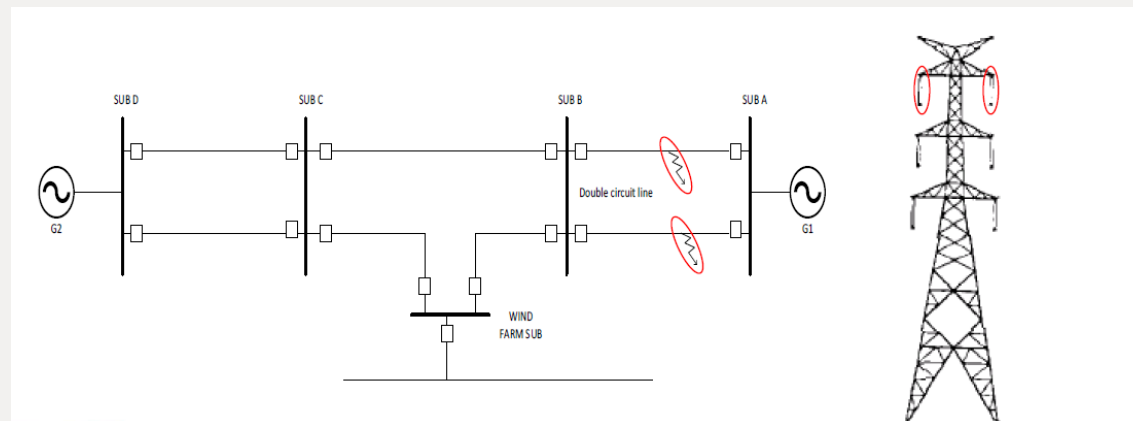 SUB D
SUB C
SUB B
SUB A
Double circuit line
G2
G1
WIND
FARM SUB